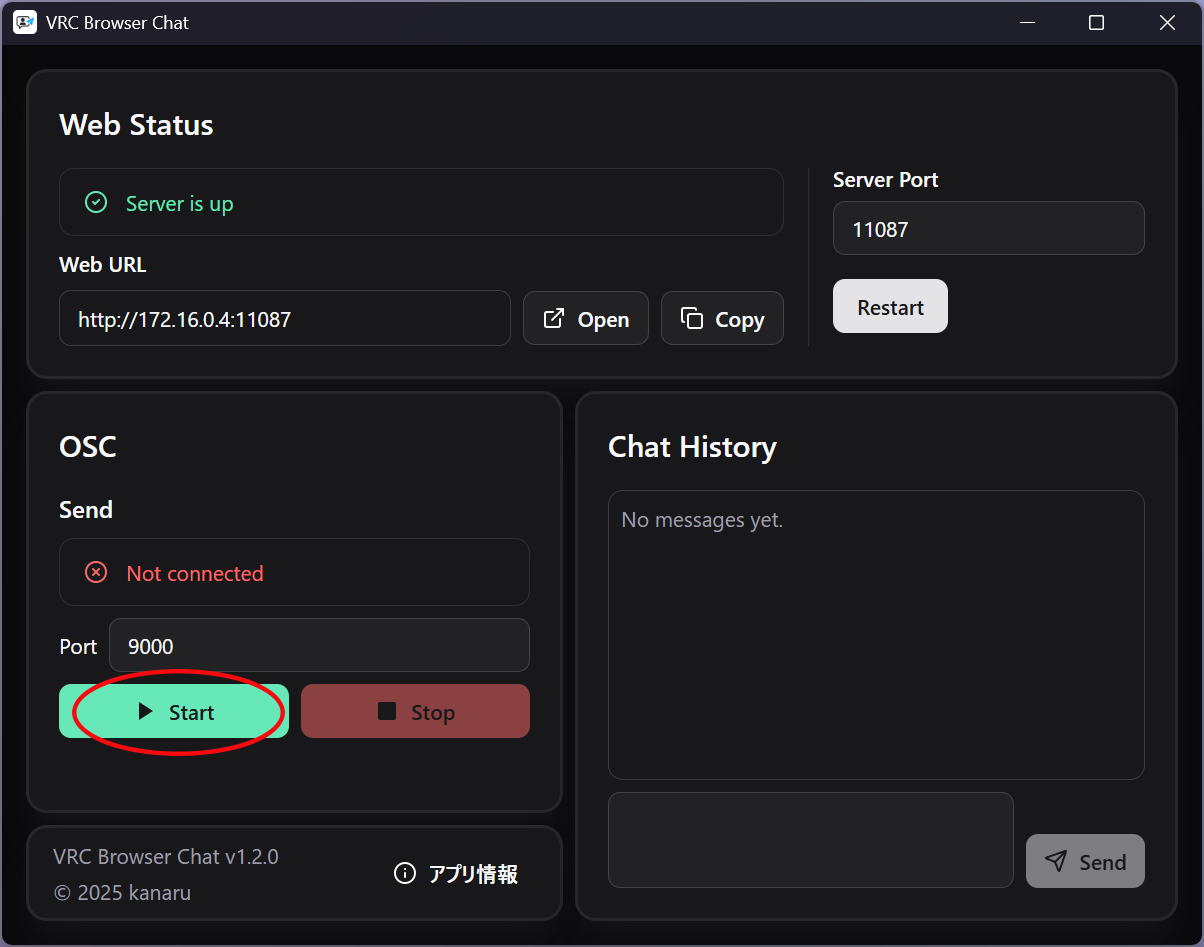 VRC Browser Chat
Web Status
Server is up
Web URL
http://172.16.0.4:11087
Open
Copy
Server Port
11087
Restart
OSC
Send
Not connected
Port 9000
Start
Stop
VRC Browser Chat v1.2.0
© 2025 kanaru
アプリ情報
Chat History
No messages yet.
Send